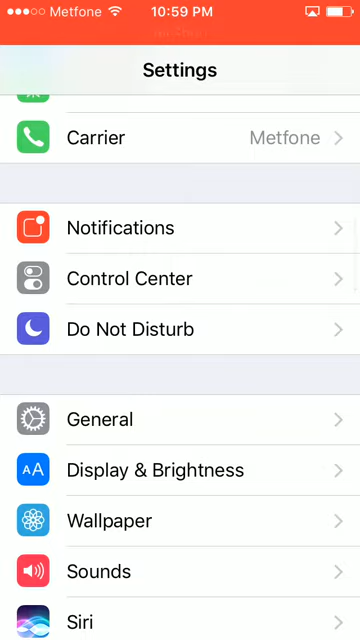 Metfone 10:59 PM
Settings
Carrier Metfone
Notifications
Control Center
Do Not Disturb
General
AA Display & Brightness
Wallpaper
Sounds
Siri